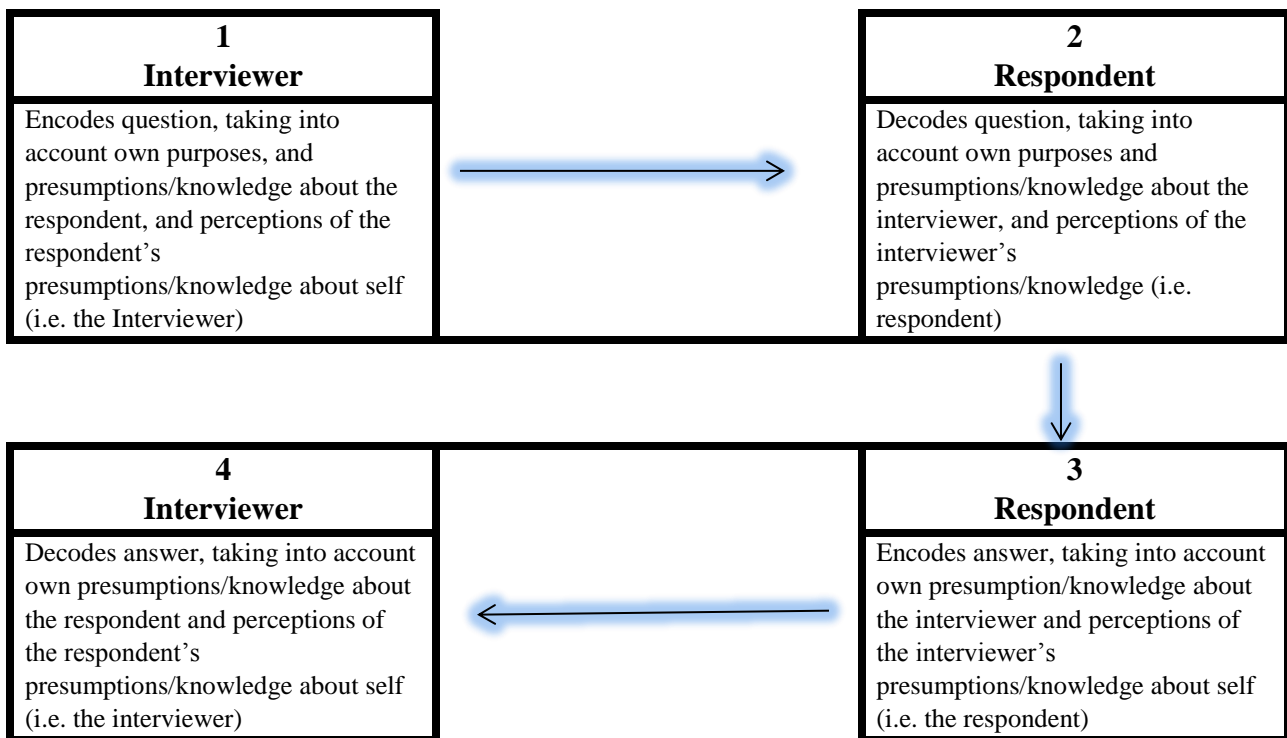 1
Interviewer
Encodes question, taking into
account own purposes, and
presumptions/knowledge about the
respondent, and perceptions of the
respondent’s
presumptions/knowledge about self
(i.e. the Interviewer)
2
Respondent
Decodes question, taking into
account own purposes and
presumptions/knowledge about the
interviewer, and perceptions of the
interviewer’s
presumptions/knowledge (i.e.
respondent)
3
Respondent
Encodes answer, taking into account
own presumption/knowledge about
the interviewer and perceptions of
the interviewer’s
presumptions/knowledge about self
(i.e. the respondent)
4
Interviewer
Decodes answer, taking into account
own presumptions/knowledge about
the respondent and perceptions of
the respondent’s
presumptions/knowledge about self
(i.e. the interviewer)